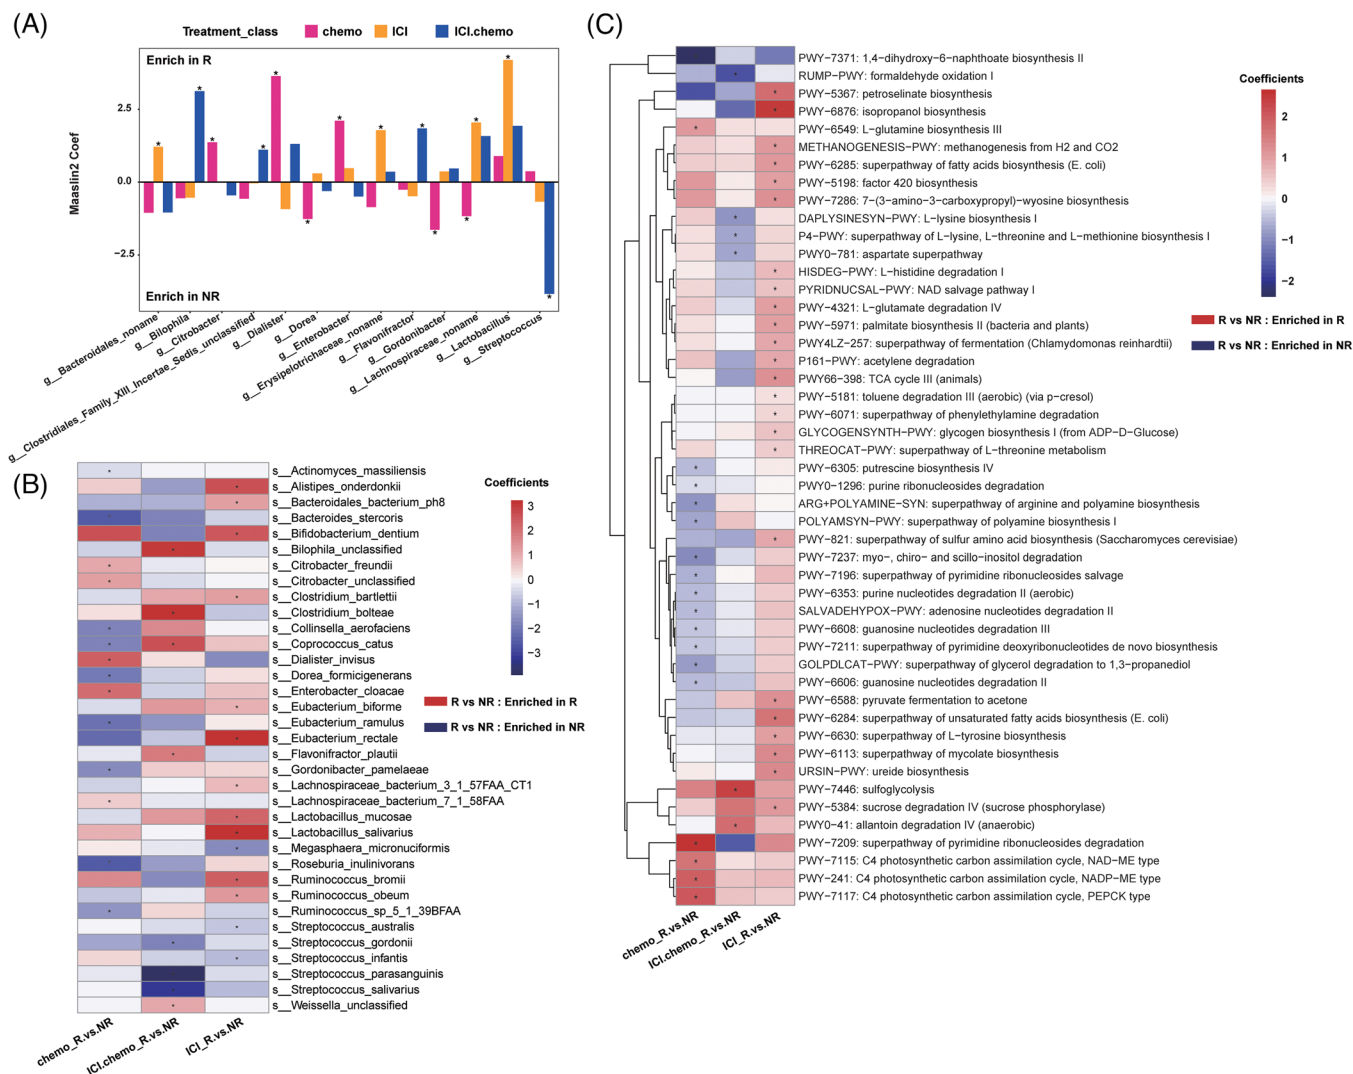 (A)
Treatment_class
chemo
ICI
ICI.chemo
Enrich in R
Enrich in NR
Maaslin2 Coef
2.5
0.0
−2.5
g__Bacteroidales_noname
g__Bilophila
g__Citrobacter
g__Clostridiales_Family_XIII_Incertae_Sedis_unclassified
g__Dialister
g__Dorea
g__Enterobacter
g__Erysipelotrichaceae_noname
g__Flavonifractor
g__Gordonibacter
g__Lachnospiraceae_noname
g__Lactobacillus
g__Streptococcus
(B)
s__Actinomyces_massiliensis
s__Alistipes_onderdonkii
s__Bacteroidales_bacterium_ph8
s__Bacteroides_stercoris
s__Bifidobacterium_dentium
s__Bilophila_unclassified
s__Citrobacter_freundii
s__Citrobacter_unclassified
s__Clostridium_bartlettii
s__Clostridium_bolteae
s__Collinsella_aerofaciens
s__Coprococcus_catus
s__Dialister_invisus
s__Dorea_formicigenerans
s__Enterobacter_cloacae
s__Eubacterium_biforme
s__Eubacterium_ramulus
s__Eubacterium_rectale
s__Flavonifractor_plautii
s__Gordonibacter_pamelaeae
s__Lachnospiraceae_bacterium_3_1_57FAA_CT1
s__Lachnospiraceae_bacterium_7_1_58FAA
s__Lactobacillus_mucosae
s__Lactobacillus_salivarius
s__Megasphaera_micronuciformis
s__Roseburia_inulinivorans
s__Ruminococcus_bromii
s__Ruminococcus_obeum
s__Ruminococcus_sp_5_1_39BFAA
s__Streptococcus_australis
s__Streptococcus_gordonii
s__Streptococcus_infantis
s__Streptococcus_parasanguinis
s__Streptococcus_salivarius
s__Weissella_unclassified
chemo_R.vs.NR
ICI.chemo_R.vs.NR
ICI_R.vs.NR
Coefficients
3
2
1
0
−1
−2
−3
R vs NR : Enriched in R
R vs NR : Enriched in NR
(C)
PWY−7371: 1,4−dihydroxy−6−naphthoate biosynthesis II
RUMP−PWY: formaldehyde oxidation I
PWY−5367: petroselinate biosynthesis
PWY−6876: isopropanol biosynthesis
PWY−6549: L−glutamine biosynthesis III
METHANOGENESIS−PWY: methanogenesis from H2 and CO2
PWY−6285: superpathway of fatty acids biosynthesis (E. coli)
PWY−5198: factor 420 biosynthesis
PWY−7286: 7−(3−amino−3−carboxypropyl)−wyosine biosynthesis
DAPLYSINESYN−PWY: L−lysine biosynthesis I
P4−PWY: superpathway of L−lysine, L−threonine and L−methionine biosynthesis I
PWY0−781: aspartate superpathway
HISDEG−PWY: L−histidine degradation I
PYRIDNUCSAL−PWY: NAD salvage pathway I
PWY−4321: L−glutamate degradation IV
PWY−5971: palmitate biosynthesis II (bacteria and plants)
PWY4LZ−257: superpathway of fermentation (Chlamydomonas reinhardtii)
P161−PWY: acetylene degradation
PWY66−398: TCA cycle III (animals)
PWY−5181: toluene degradation III (aerobic) (via p−cresol)
PWY−6071: superpathway of phenylethylamine degradation
GLYCOGENSYNTH−PWY: glycogen biosynthesis I (from ADP−D−Glucose)
THREOCAT−PWY: superpathway of L−threonine metabolism
PWY−6305: putrescine biosynthesis IV
PWY0−1296: purine ribonucleosides degradation
ARG+POLYAMINE−SYN: superpathway of arginine and polyamine biosynthesis
POLYAMSYN−PWY: superpathway of polyamine biosynthesis I
PWY−821: superpathway of sulfur amino acid biosynthesis (Saccharomyces cerevisiae)
PWY−7237: myo−, chiro− and scillo−inositol degradation
PWY−7196: superpathway of pyrimidine ribonucleosides salvage
PWY−6353: purine nucleotides degradation II (aerobic)
SALVADEHYPOX−PWY: adenosine nucleotides degradation II
PWY−6608: guanosine nucleotides degradation III
PWY−7211: superpathway of pyrimidine deoxyribonucleotides de novo biosynthesis
GOLPDLCAT−PWY: superpathway of glycerol degradation to 1,3−propanediol
PWY−6606: guanosine nucleotides degradation II
PWY−6588: pyruvate fermentation to acetone
PWY−6284: superpathway of unsaturated fatty acids biosynthesis (E. coli)
PWY−6630: superpathway of L−tyrosine biosynthesis
PWY−6113: superpathway of mycolate biosynthesis
URSIN−PWY: ureide biosynthesis
PWY−7446: sulfoglycolysis
PWY−5384: sucrose degradation IV (sucrose phosphorylase)
PWY0−41: allantoin degradation IV (anaerobic)
PWY−7209: superpathway of pyrimidine ribonucleosides degradation
PWY−7115: C4 photosynthetic carbon assimilation cycle, NAD−ME type
PWY−241: C4 photosynthetic carbon assimilation cycle, NADP−ME type
PWY−7117: C4 photosynthetic carbon assimilation cycle, PEPCK type
chemo_R.vs.NR
ICI.chemo_R.vs.NR
ICI_R.vs.NR
Coefficients
2
1
0
−1
−2
R vs NR : Enriched in R
R vs NR : Enriched in NR